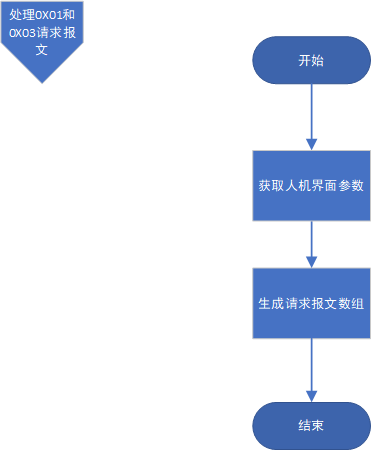 处理0X01和
0X03请求报
文
开始
获取人机界面参数
生成请求报文数组
结束